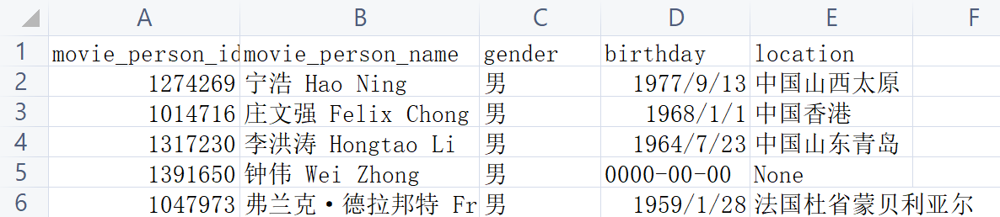 A B C D E F
1 movie_person_id movie_person_name gender birthday location
2 1274269 宁浩 Hao Ning 男 1977/9/13 中国山西太原
3 1014716 庄文强 Felix Chong 男 1968/1/1 中国香港
4 1317230 李洪涛 Hongtao Li 男 1964/7/23 中国山东青岛
5 1391650 钟伟 Wei Zhong 男 0000-00-00 None
6 1047973 弗兰克·德拉邦特 Fr 男 1959/1/28 法国杜省蒙贝利亚尔